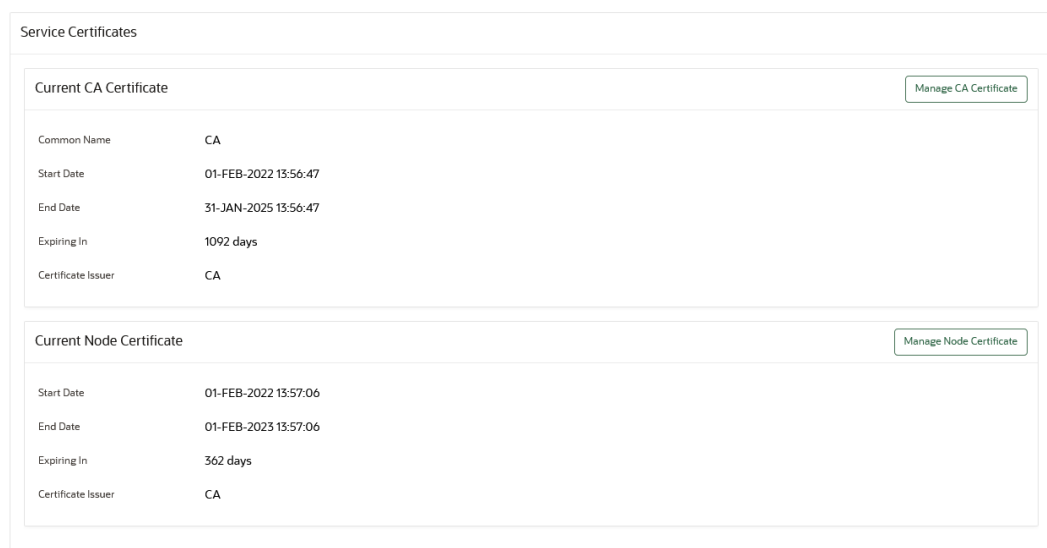 Service Certificates
Current CA Certificate
Manage CA Certificate
Common Name CA
Start Date 01-FEB-2022 13:56:47
End Date 31-JAN-2025 13:56:47
Expiring In 1092 days
Certificate Issuer CA
Current Node Certificate
Manage Node Certificate
Start Date 01-FEB-2022 13:57:06
End Date 01-FEB-2023 13:57:06
Expiring In 362 days
Certificate Issuer CA